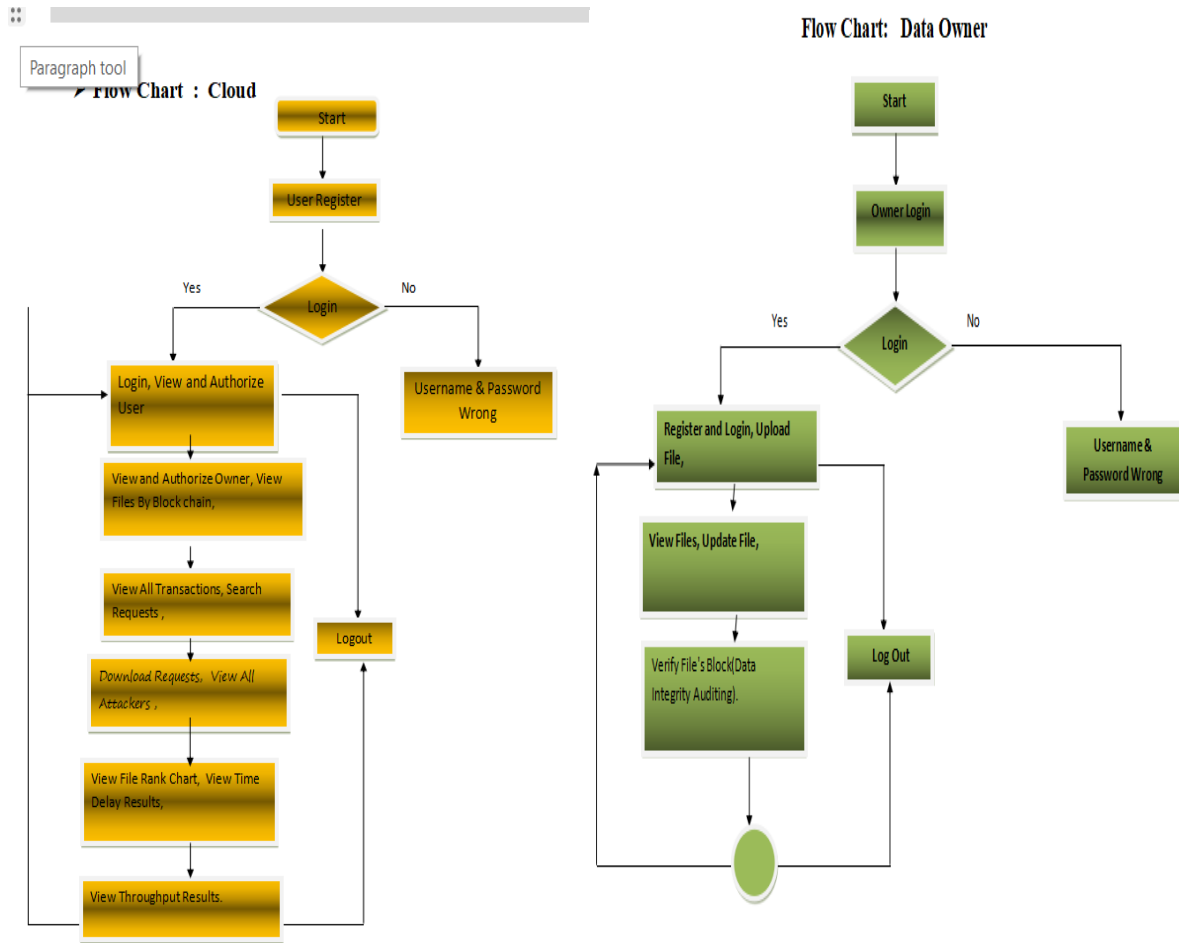 Paragraph tool
➤ Flow Chart : Cloud
Start
User Register
Yes
No
Login
Login, View and Authorize
User
Username & Password
Wrong
View and Authorize Owner, View
Files By Block chain,
View All Transactions, Search
Requests ,
Logout
Download Requests, View All
Attackers ,
View File Rank Chart, View Time
Delay Results,
View Throughput Results.
Flow Chart: Data Owner
Start
Owner Login
Yes
No
Login
Register and Login, Upload
File,
Username &
Password Wrong
View Files, Update File,
Verify File's Block(Data
Integrity Auditing).
Log Out